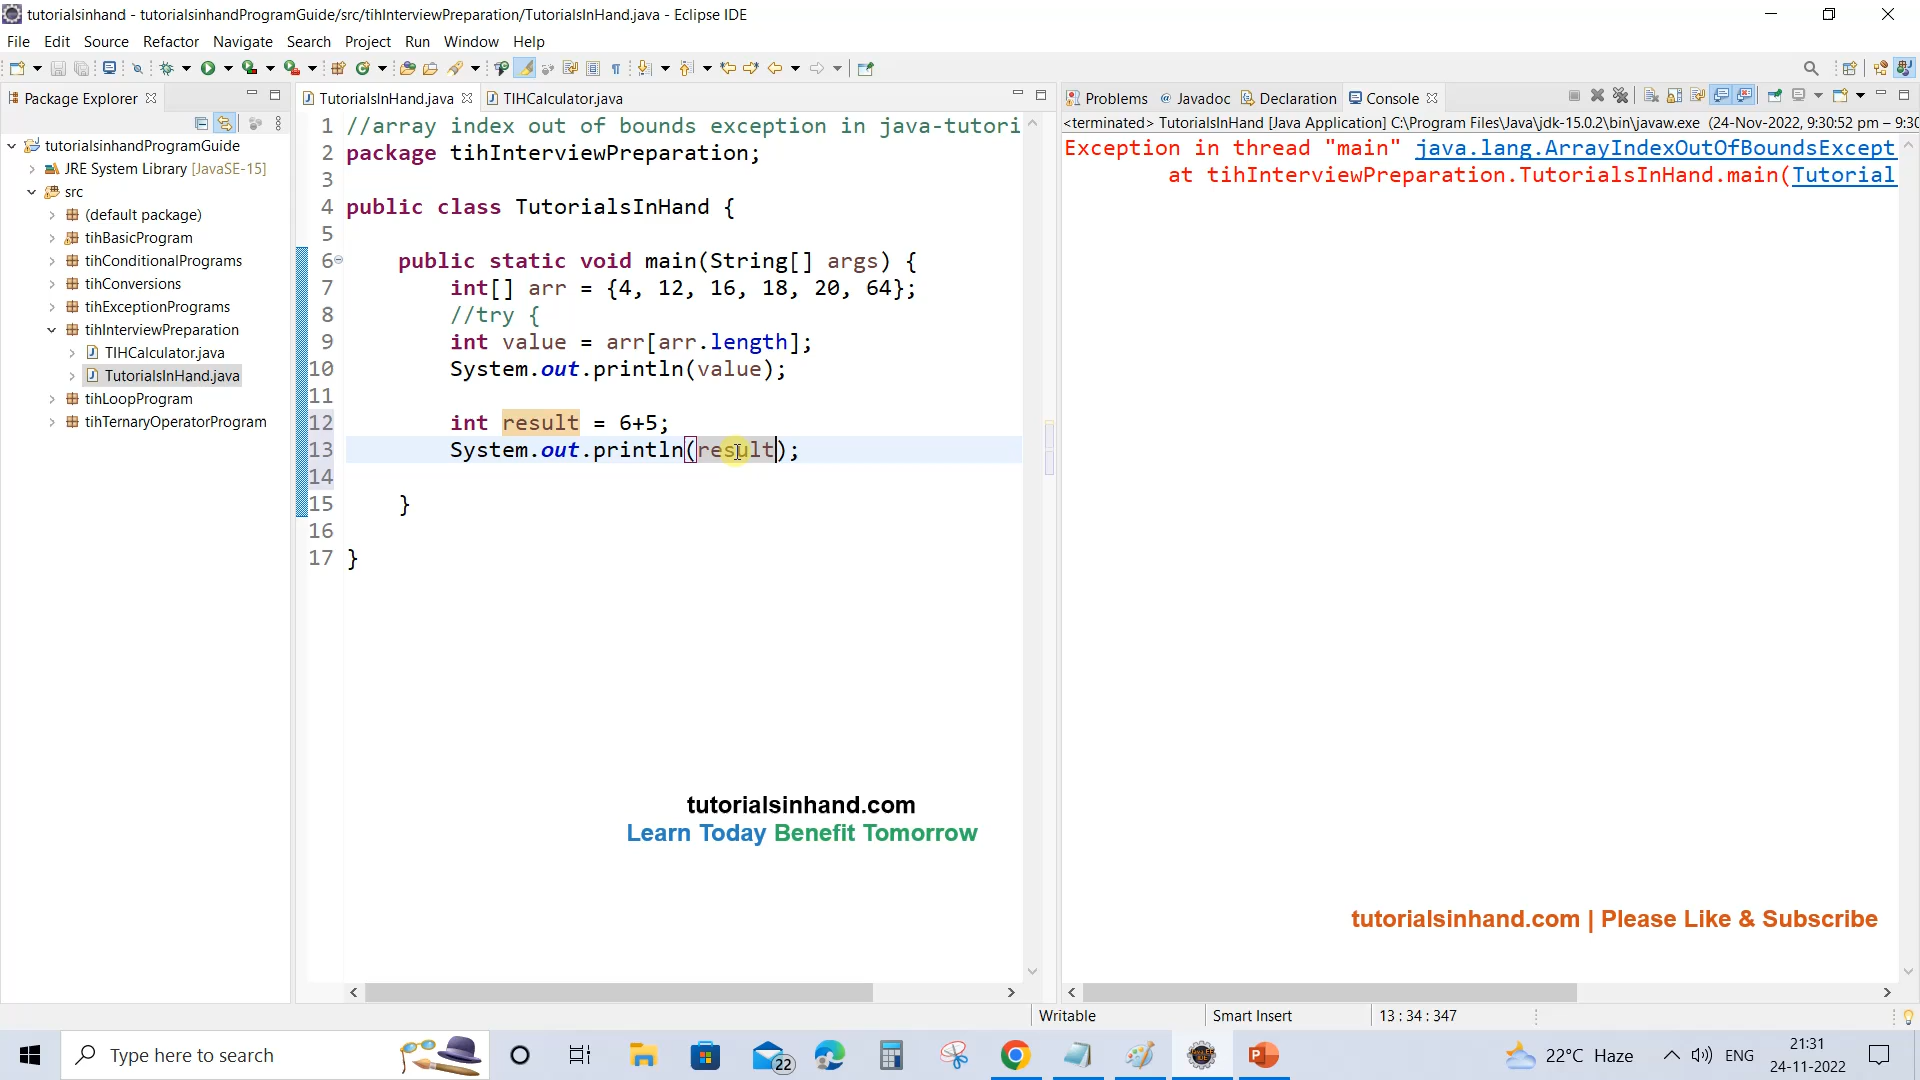 tutorialsinhand - tutorialsinhandProgramGuide/src/tihInterviewPreparation/TutorialsInHand.java - Eclipse IDE
File Edit Source Refactor Navigate Search Project Run Window Help
Package Explorer
tutorialsinhandProgramGuide
JRE System Library [JavaSE-15]
src
(default package)
tihBasicProgram
tihConditionalPrograms
tihConversions
tihExceptionPrograms
tihInterviewPreparation
TIHCalculator.java
TutorialsInHand.java
tihLoopProgram
tihTernaryOperatorProgram
TutorialsInHand.java TIHCalculator.java
1 //array index out of bounds exception in java-tutori
2 package tihInterviewPreparation;
3
4 public class TutorialsInHand {
5
6 public static void main(String[] args) {
7 int[] arr = {4, 12, 16, 18, 20, 64};
8 //try {
9 int value = arr[arr.length];
10 System.out.println(value);
11
12 int result = 6+5;
13 System.out.println(result);
14
15 }
16
17 }
tutorialsinhand.com
Learn Today Benefit Tomorrow
Problems @ Javadoc Declaration Console
<terminated> TutorialsInHand [Java Application] C:\Program Files\Java\jdk-15.0.2\bin\javaw.exe (24-Nov-2022, 9:30:52 pm – 9:30
Exception in thread "main" java.lang.ArrayIndexOutOfBoundsExcept
at tihInterviewPreparation.TutorialsInHand.main(Tutorial
tutorialsinhand.com | Please Like & Subscribe
Writable Smart Insert 13 : 34 : 347
Type here to search
22
22°C Haze
ENG
21:31
24-11-2022